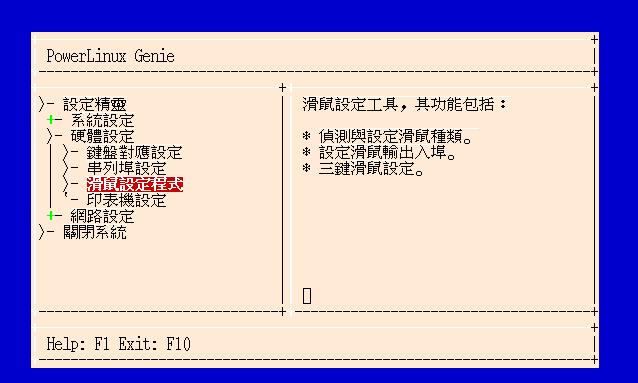 PowerLinux Genie
設定精靈
系統設定
硬體設定
鍵盤對應設定
串列埠設定
滑鼠設定程式
印表機設定
網路設定
關閉系統
滑鼠設定工具，其功能包括：
* 偵測與設定滑鼠種類。
* 設定滑鼠輸出入埠。
* 三鍵滑鼠設定。
Help: F1 Exit: F10